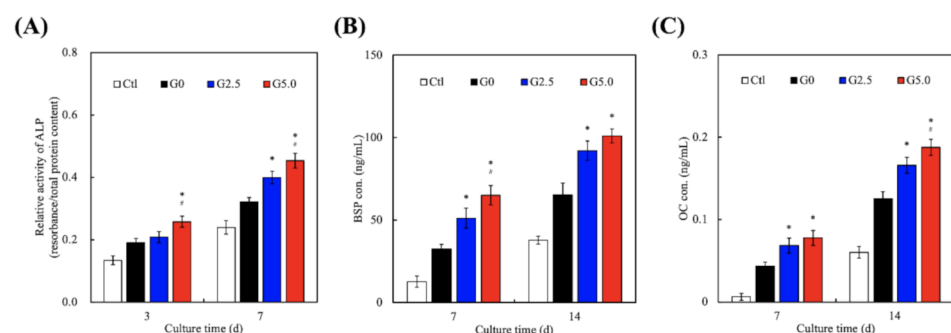 (A)
(B)
(C)
Relative activity of ALP
(resorbance/total protein content)
0.8
0.6
0.4
0.2
0.0
Ctl G0 G2.5 G5.0
*
#
*
*
#
3 7
Culture time (d)
BSP con. (ng/mL)
150
100
50
0
Ctl G0 G2.5 G5.0
*
*
#
*
*
7 14
Culture time (d)
OC con. (ng/mL)
0.3
0.2
0.1
0.0
Ctl G0 G2.5 G5.0
*
*
*
*
#
7 14
Culture time (d)